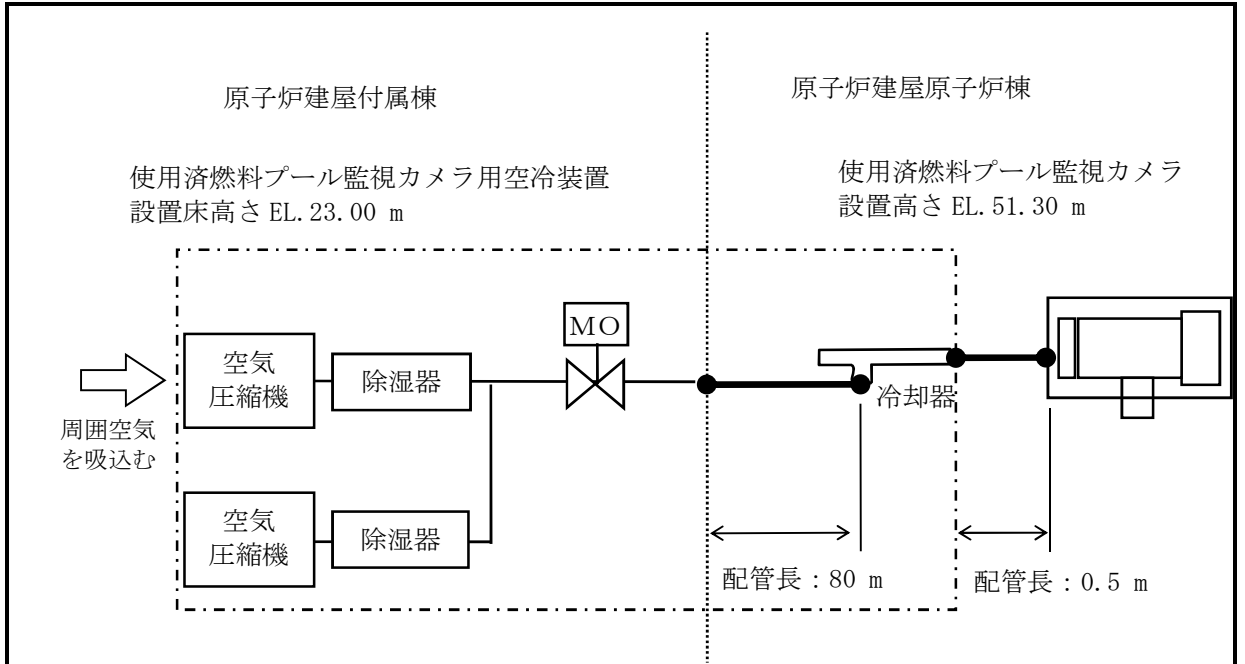 原子炉建屋付属棟
原子炉建屋原子炉棟
使用済燃料プール監視カメラ用空冷装置
設置床高さ EL.23.00 m
使用済燃料プール監視カメラ
設置高さ EL.51.30 m
MO
空気
圧縮機
除湿器
冷却器
周囲空気
を吸込む
空気
圧縮機
除湿器
配管長：80 m
配管長：0.5 m